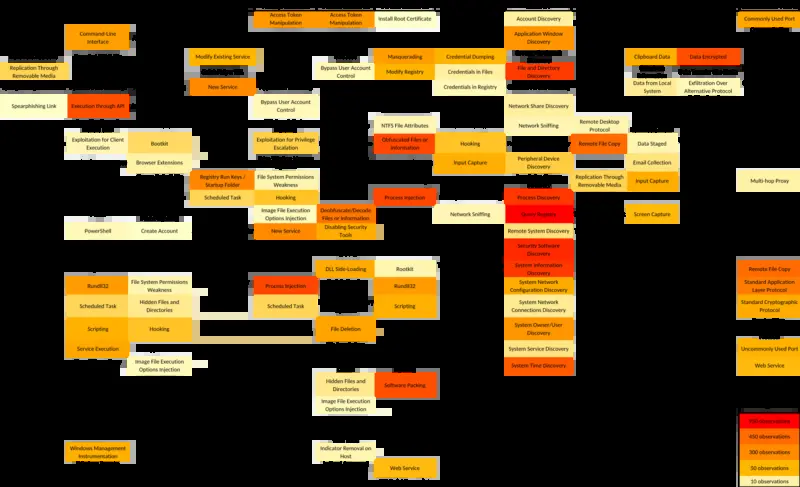 Access Token
Manipulation
Access Token
Manipulation
Install Root Certificate
Account Discovery
Commonly Used Port
Command-Line
Interface
Application Window
Discovery
Modify Existing Service
Masquerading
Credential Dumping
Clipboard Data
Data Encrypted
Replication Through
Removable Media
Bypass User Account
Control
Modify Registry
Credentials in Files
File and Directory
Discovery
New Service
Credentials in Registry
Data from Local
System
Exfiltration Over
Alternative Protocol
Spearphishing Link
Execution through API
Bypass User Account
Control
Network Share Discovery
NTFS File Attributes
Network Sniffing
Remote Desktop
Protocol
Exploitation for Client
Execution
Bootkit
Exploitation for Privilege
Escalation
Obfuscated Files or
Information
Hooking
Remote File Copy
Data Staged
Browser Extensions
Input Capture
Peripheral Device
Discovery
Email Collection
Registry Run Keys /
Startup Folder
File System Permissions
Weakness
Replication Through
Removable Media
Input Capture
Multi-hop Proxy
Scheduled Task
Hooking
Process Injection
Process Discovery
Image File Execution
Options Injection
Deobfuscate/Decode
Files or Information
Network Sniffing
Query Registry
Screen Capture
PowerShell
Create Account
New Service
Disabling Security
Tools
Remote System Discovery
Security Software
Discovery
DLL Side-Loading
Rootkit
System Information
Discovery
Remote File Copy
Rundll32
File System Permissions
Weakness
Process Injection
Rundll32
System Network
Configuration Discovery
Standard Application
Layer Protocol
Scheduled Task
Hidden Files and
Directories
Scheduled Task
Scripting
System Network
Connections Discovery
Standard Cryptographic
Protocol
Scripting
Hooking
File Deletion
System Owner/User
Discovery
Service Execution
System Service Discovery
Uncommonly Used Port
Image File Execution
Options Injection
System Time Discovery
Web Service
Hidden Files and
Directories
Software Packing
Image File Execution
Options Injection
observations
observations
Windows Management
Instrumentation
Indicator Removal on
Host
200 observations
Web Service
50 observations
10 observations